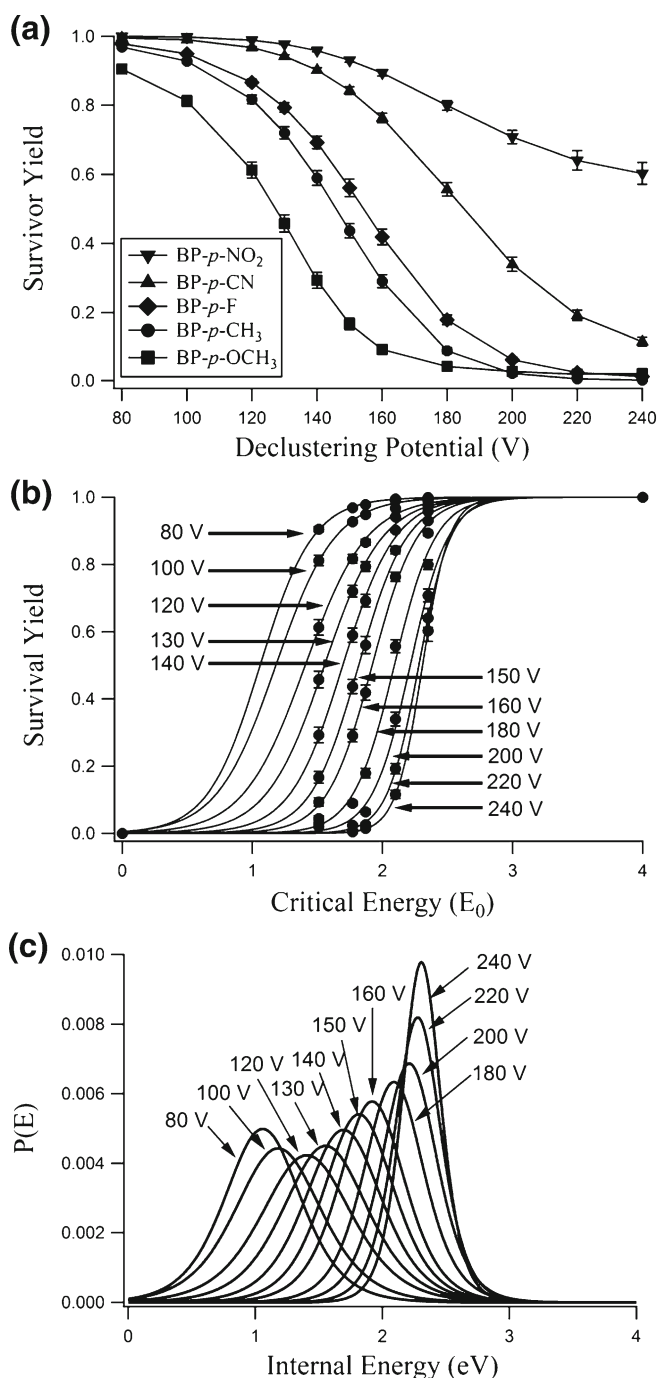 (a)
1.0
0.8
0.6
0.4
0.2
0.0
Survivor Yield
BP-p-NO₂
BP-p-CN
BP-p-F
BP-p-CH₃
BP-p-OCH₃
80 100 120 140 160 180 200 220 240
Declustering Potential (V)
(b)
1.0
0.8
0.6
0.4
0.2
0.0
Survival Yield
80 V
100 V
120 V
130 V
140 V
150 V
160 V
180 V
200 V
220 V
240 V
0 1 2 3 4
Critical Energy (E₀)
(c)
0.010
0.008
0.006
0.004
0.002
0.000
P(E)
80 V
100 V
120 V
130 V
140 V
150 V
160 V
240 V
220 V
200 V
180 V
0 1 2 3 4
Internal Energy (eV)